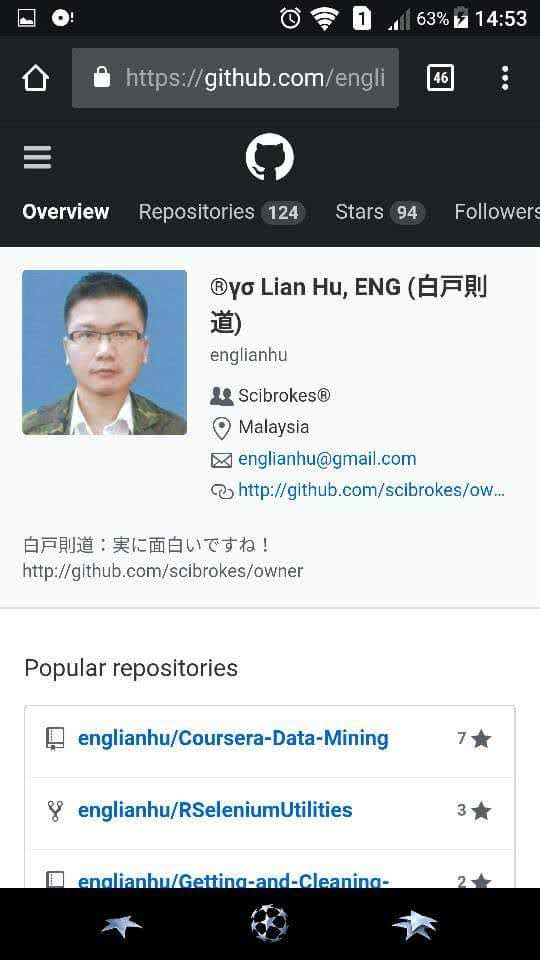 1 63% 14:53
https://github.com/engli 46
Overview Repositories 124 Stars 94 Followers
®γσ Lian Hu, ENG (白戸則
道)
englianhu
Scibrokes®
Malaysia
englianhu@gmail.com
http://github.com/scibrokes/ow...
白戸則道：実に面白いですね！
http://github.com/scibrokes/owner
Popular repositories
englianhu/Coursera-Data-Mining 7
englianhu/RSeleniumUtilities 3
englianhu/Getting-and-Cleaning- 2